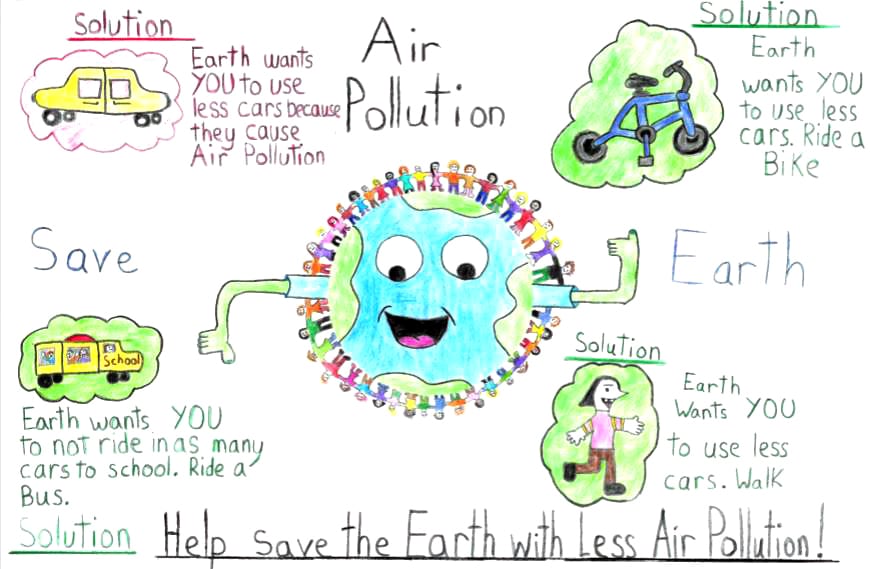 Solution
Earth wants
YOU to use
less cars because
they cause
Air Pollution
Air
Pollution
Solution
Earth
wants YOU
to use less
cars. Ride a
Bike
Save
Earth
School
Earth wants YOU
to not ride in as many
cars to school. Ride a
Bus.
Solution
Solution
Earth
Wants YOU
to use less
cars. Walk
Help save the Earth with Less Air Pollution!